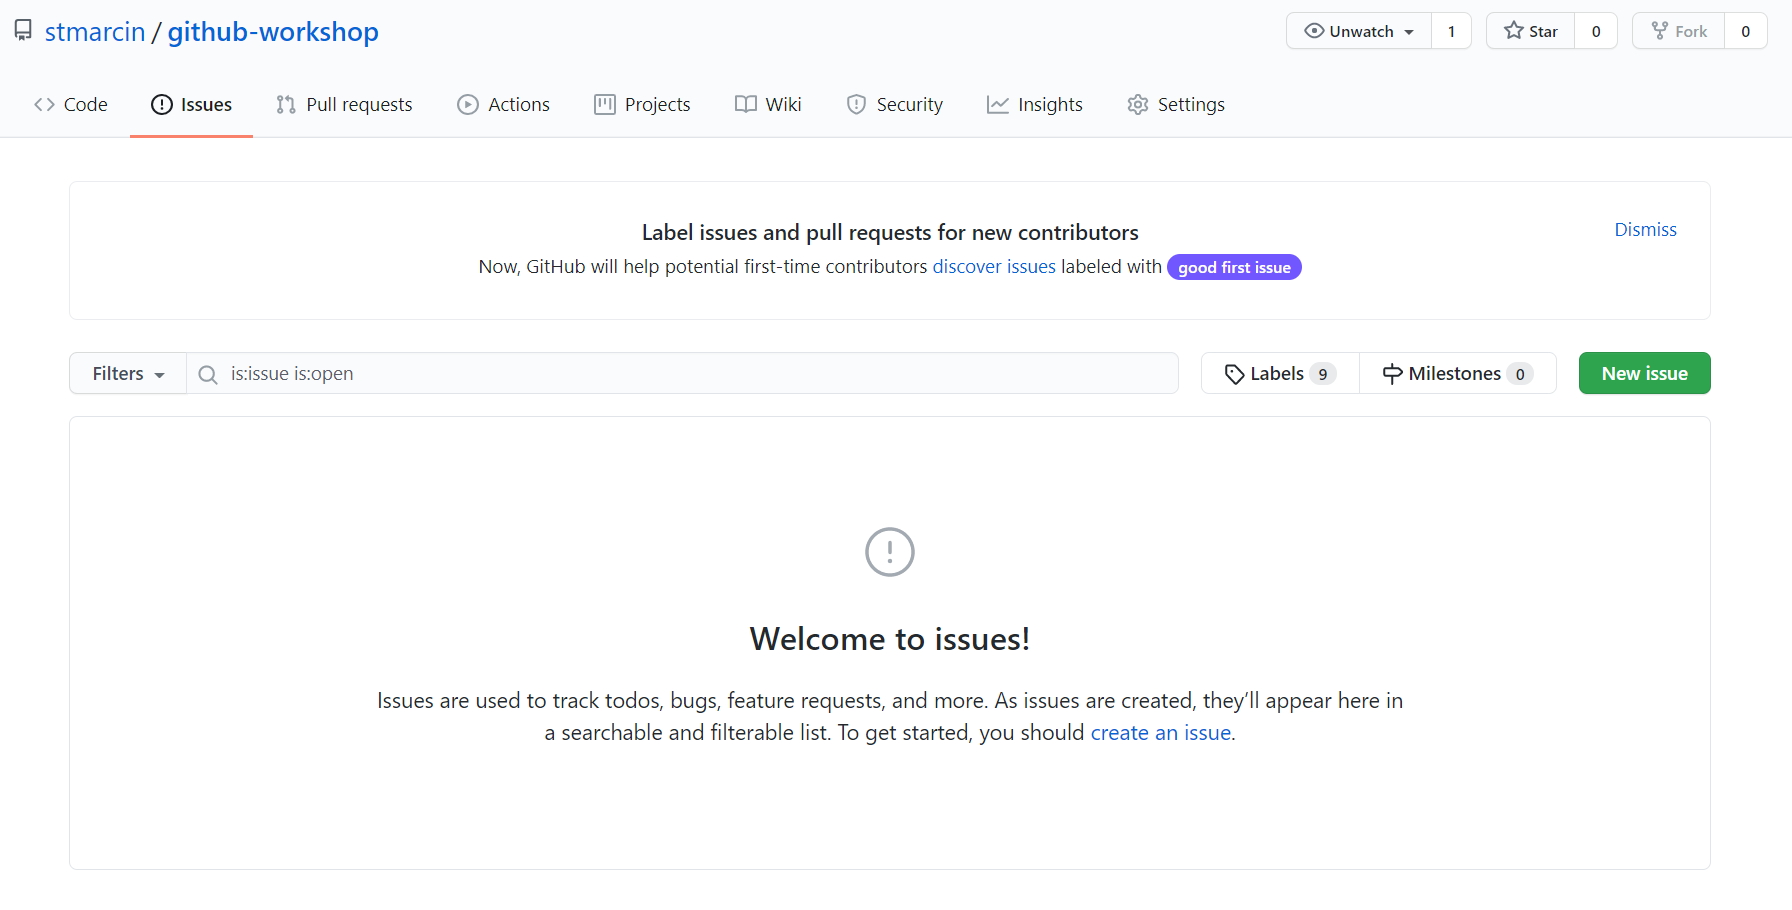 stmarcin / github-workshop
Unwatch 1 Star 0 Fork 0
Code Issues Pull requests Actions Projects Wiki Security Insights Settings
Label issues and pull requests for new contributors
Dismiss
Now, GitHub will help potential first-time contributors discover issues labeled with good first issue
Filters is:issue is:open Labels 9 Milestones 0 New issue
Welcome to issues!
Issues are used to track todos, bugs, feature requests, and more. As issues are created, they’ll appear here in
a searchable and filterable list. To get started, you should create an issue.